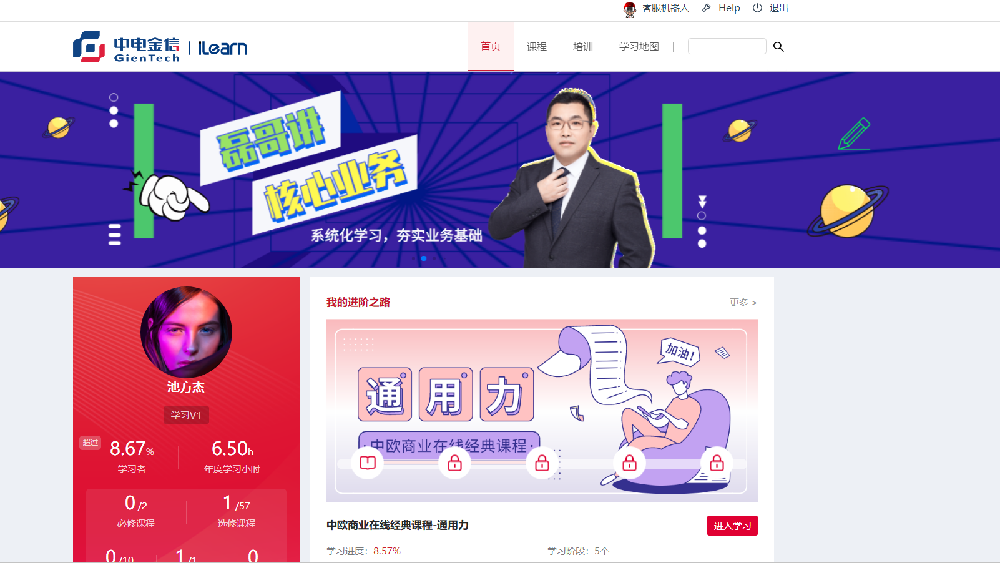 客服机器人 Help 退出
中电金信 GienTech | iLearn
首页 课程 培训 学习地图 |
磊哥讲
核心业务
系统化学习，夯实业务基础
池方杰
学习V1
超过 8.67% 6.50h
学习者 年度学习小时
0 /2 1 /57
必修课程 选修课程
0 /10 1 /1 0
我的进阶之路 更多 >
加油!
通用力
·中欧商业在线经典课程·
中欧商业在线经典课程-通用力 进入学习
学习进度：8.57% 学习阶段：5个